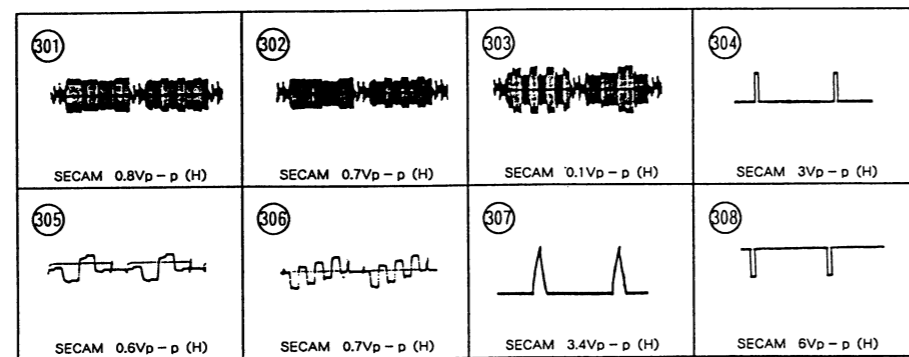 301 302 303 304
SECAM 0.8Vp-p (H) SECAM 0.7Vp-p (H) SECAM 0.1Vp-p (H) SECAM 3Vp-p (H)
305 306 307 308
SECAM 0.6Vp-p (H) SECAM 0.7Vp-p (H) SECAM 3.4Vp-p (H) SECAM 6Vp-p (H)